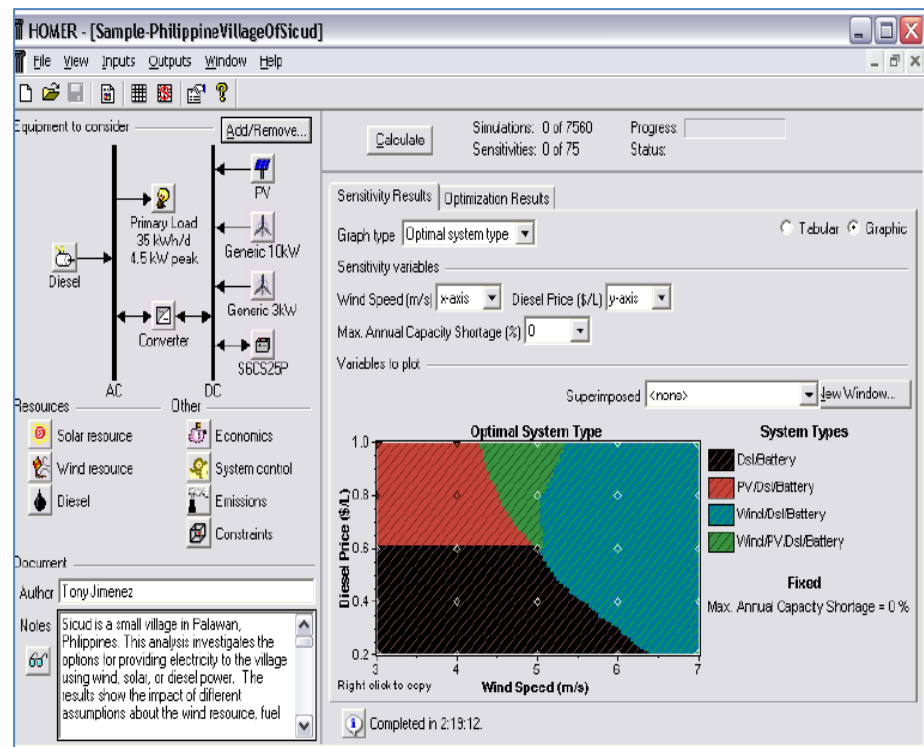 HOMER - [Sample-PhilippineVillageOfSicud]
File View Inputs Outputs Window Help
Equipment to consider
Add/Remove...
Primary Load
35 kWh/d
4.5 kW peak
Diesel
Converter
PV
Generic 10kW
Generic 3kW
S6CS25P
AC
DC
Resources
Other
Solar resource
Economics
Wind resource
System control
Diesel
Emissions
Constraints
Document
Author Tony Jimenez
Notes
Sicud is a small village in Palawan,
Philippines. This analysis investigates the
options for providing electricity to the village
using wind, solar, or diesel power. The
results show the impact of different
assumptions about the wind resource, fuel
Calculate
Simulations: 0 of 7560
Progress:
Sensitivities: 0 of 75
Status:
Sensitivity Results
Optimization Results
Graph type Optimal system type
Tabular
Graphic
Sensitivity variables
Wind Speed (m/s) x-axis
Diesel Price ($/L) y-axis
Max. Annual Capacity Shortage (%) 0
Variables to plot
Superimposed <none>
New Window...
Optimal System Type
1.0
0.8
0.6
0.4
0.2
Diesel Price ($/L)
3 4 5 6 7
Right click to copy
Wind Speed (m/s)
System Types
Dsl/Battery
PV/Dsl/Battery
Wind/Dsl/Battery
Wind/PV/Dsl/Battery
Fixed
Max. Annual Capacity Shortage = 0 %
Completed in 2:19:12.